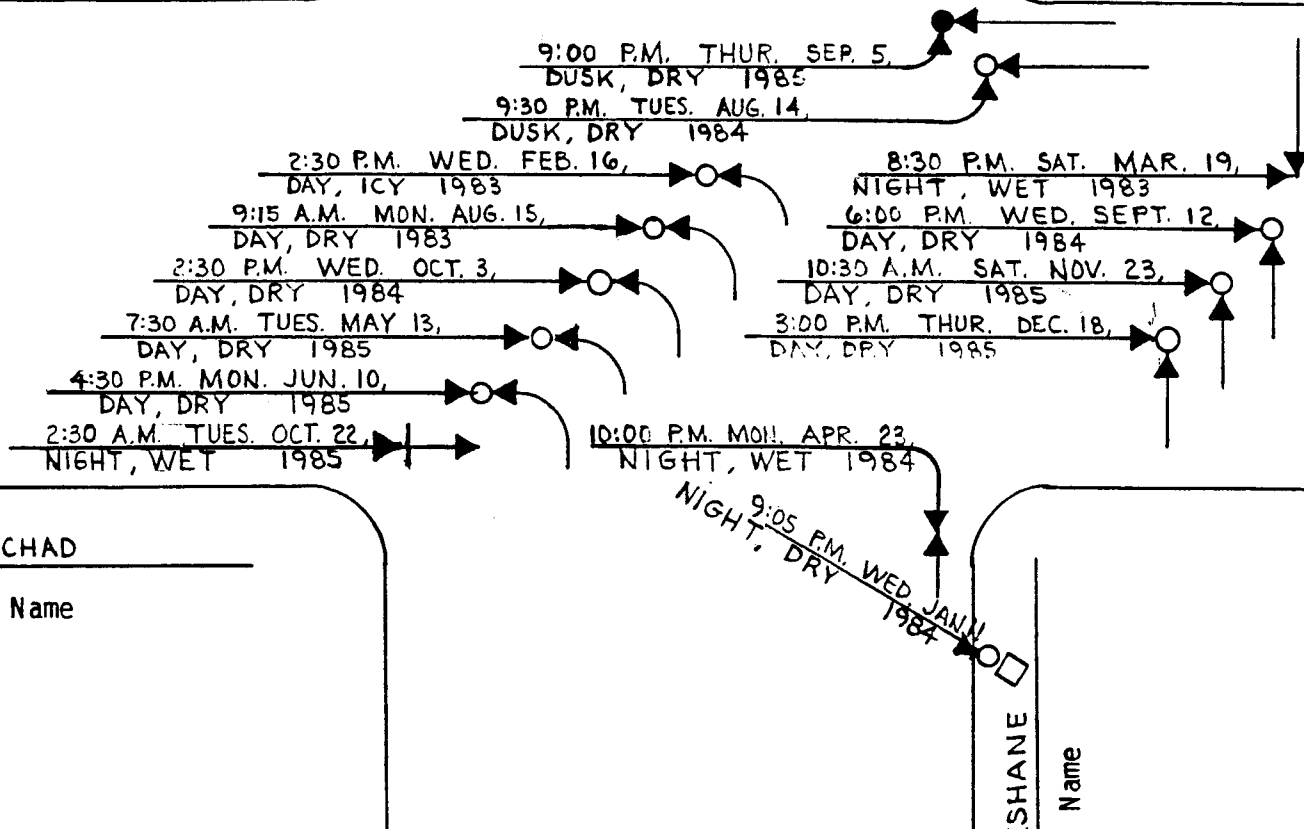 9:00 P.M. THUR. SEP. 5,
DUSK, DRY 1985
9:30 P.M. TUES. AUG. 14,
DUSK, DRY 1984
2:30 P.M. WED. FEB. 16,
DAY, ICY 1983
8:30 P.M. SAT. MAR. 19,
NIGHT, WET 1983
9:15 A.M. MON. AUG. 15,
DAY, DRY 1983
6:00 P.M. WED. SEPT. 12,
DAY, DRY 1984
2:30 P.M. WED. OCT. 3,
DAY, DRY 1984
10:30 A.M. SAT. NOV. 23,
DAY, DRY 1985
7:30 A.M. TUES. MAY 13,
DAY, DRY 1985
3:00 P.M. THUR. DEC. 18,
DAY, DRY 1985
4:30 P.M. MON. JUN. 10,
DAY, DRY 1985
2:30 A.M. TUES. OCT. 22,
NIGHT, WET 1985
10:00 P.M. MON. APR. 23,
NIGHT, WET 1984
9:05 P.M. WED. JAN.
NIGHT, DRY 1984
CHAD
Name
SHANE
Name